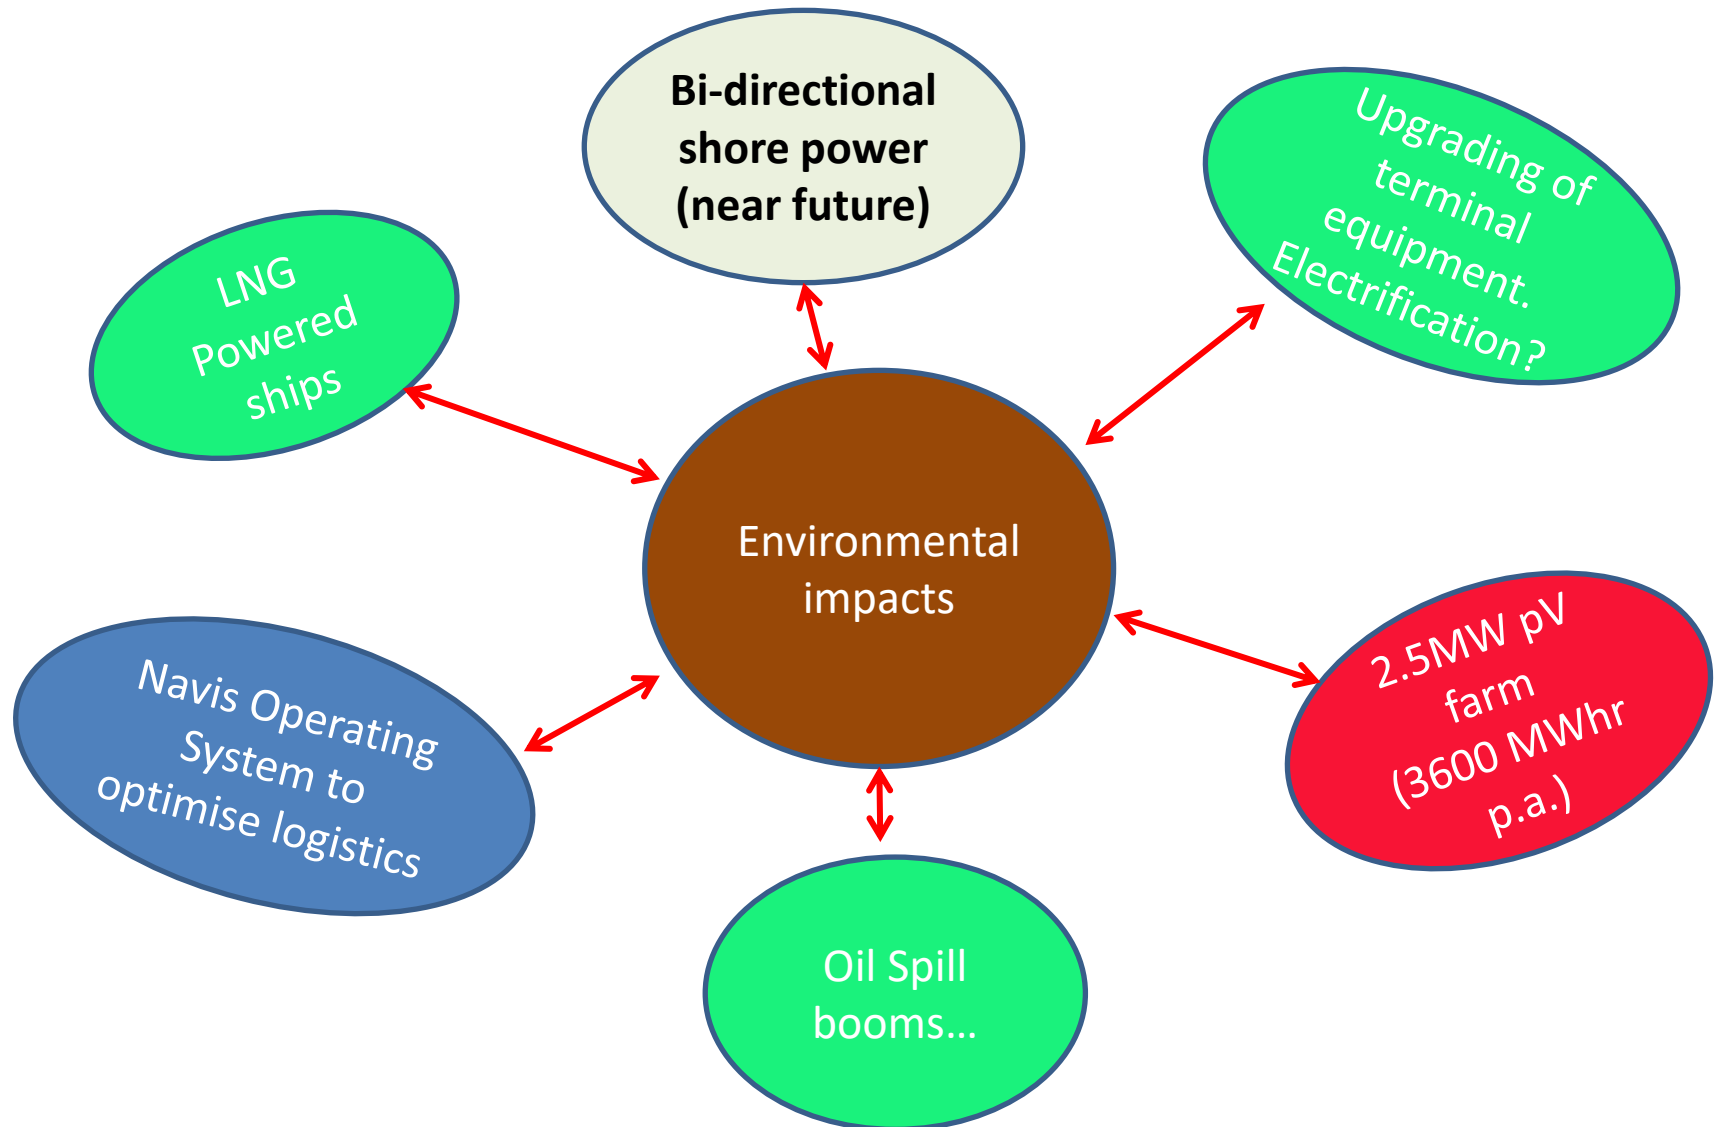 Bi-directional
shore power
(near future)
Upgrading of
terminal
equipment.
Electrification?
LNG
Powered
ships
Environmental
impacts
2.5MW pV
farm
(3600 MWhr
p.a.)
Navis Operating
System to
optimise logistics
Oil Spill
booms...